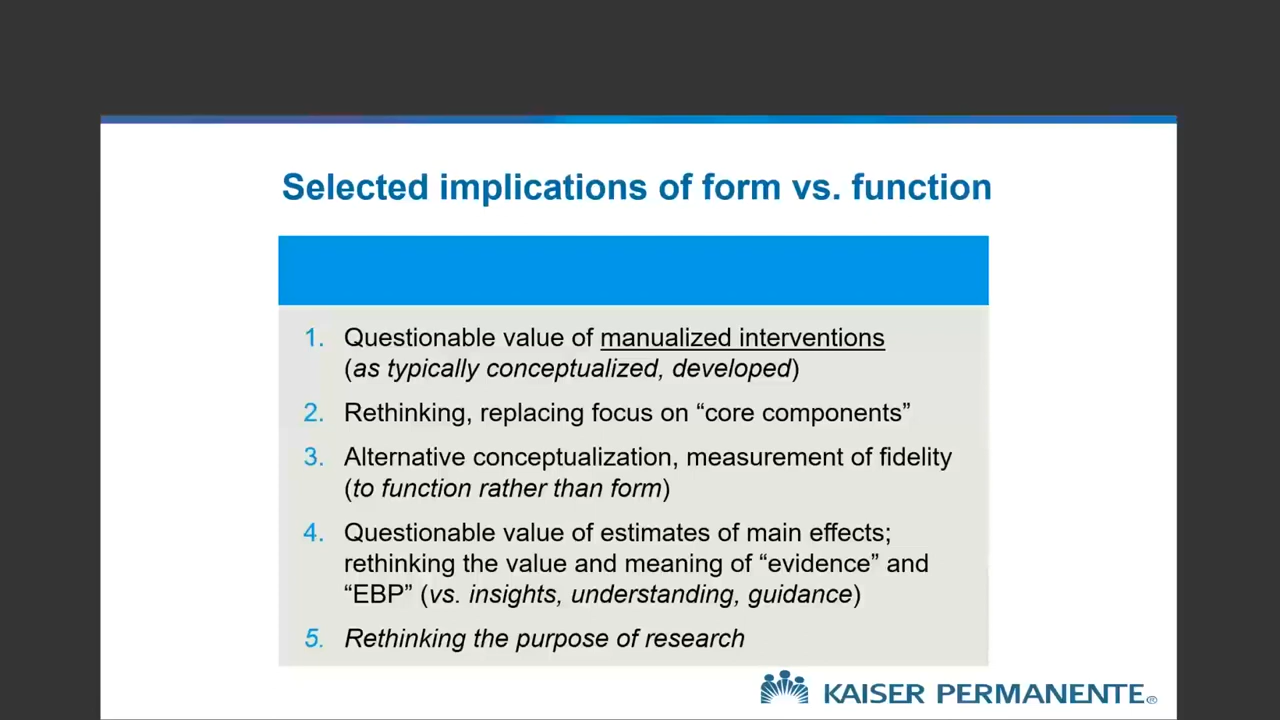 Selected implications of form vs. function
1. Questionable value of manualized interventions
(as typically conceptualized, developed)
2. Rethinking, replacing focus on “core components”
3. Alternative conceptualization, measurement of fidelity
(to function rather than form)
4. Questionable value of estimates of main effects;
rethinking the value and meaning of “evidence” and
“EBP” (vs. insights, understanding, guidance)
5. Rethinking the purpose of research
KAISER PERMANENTE®